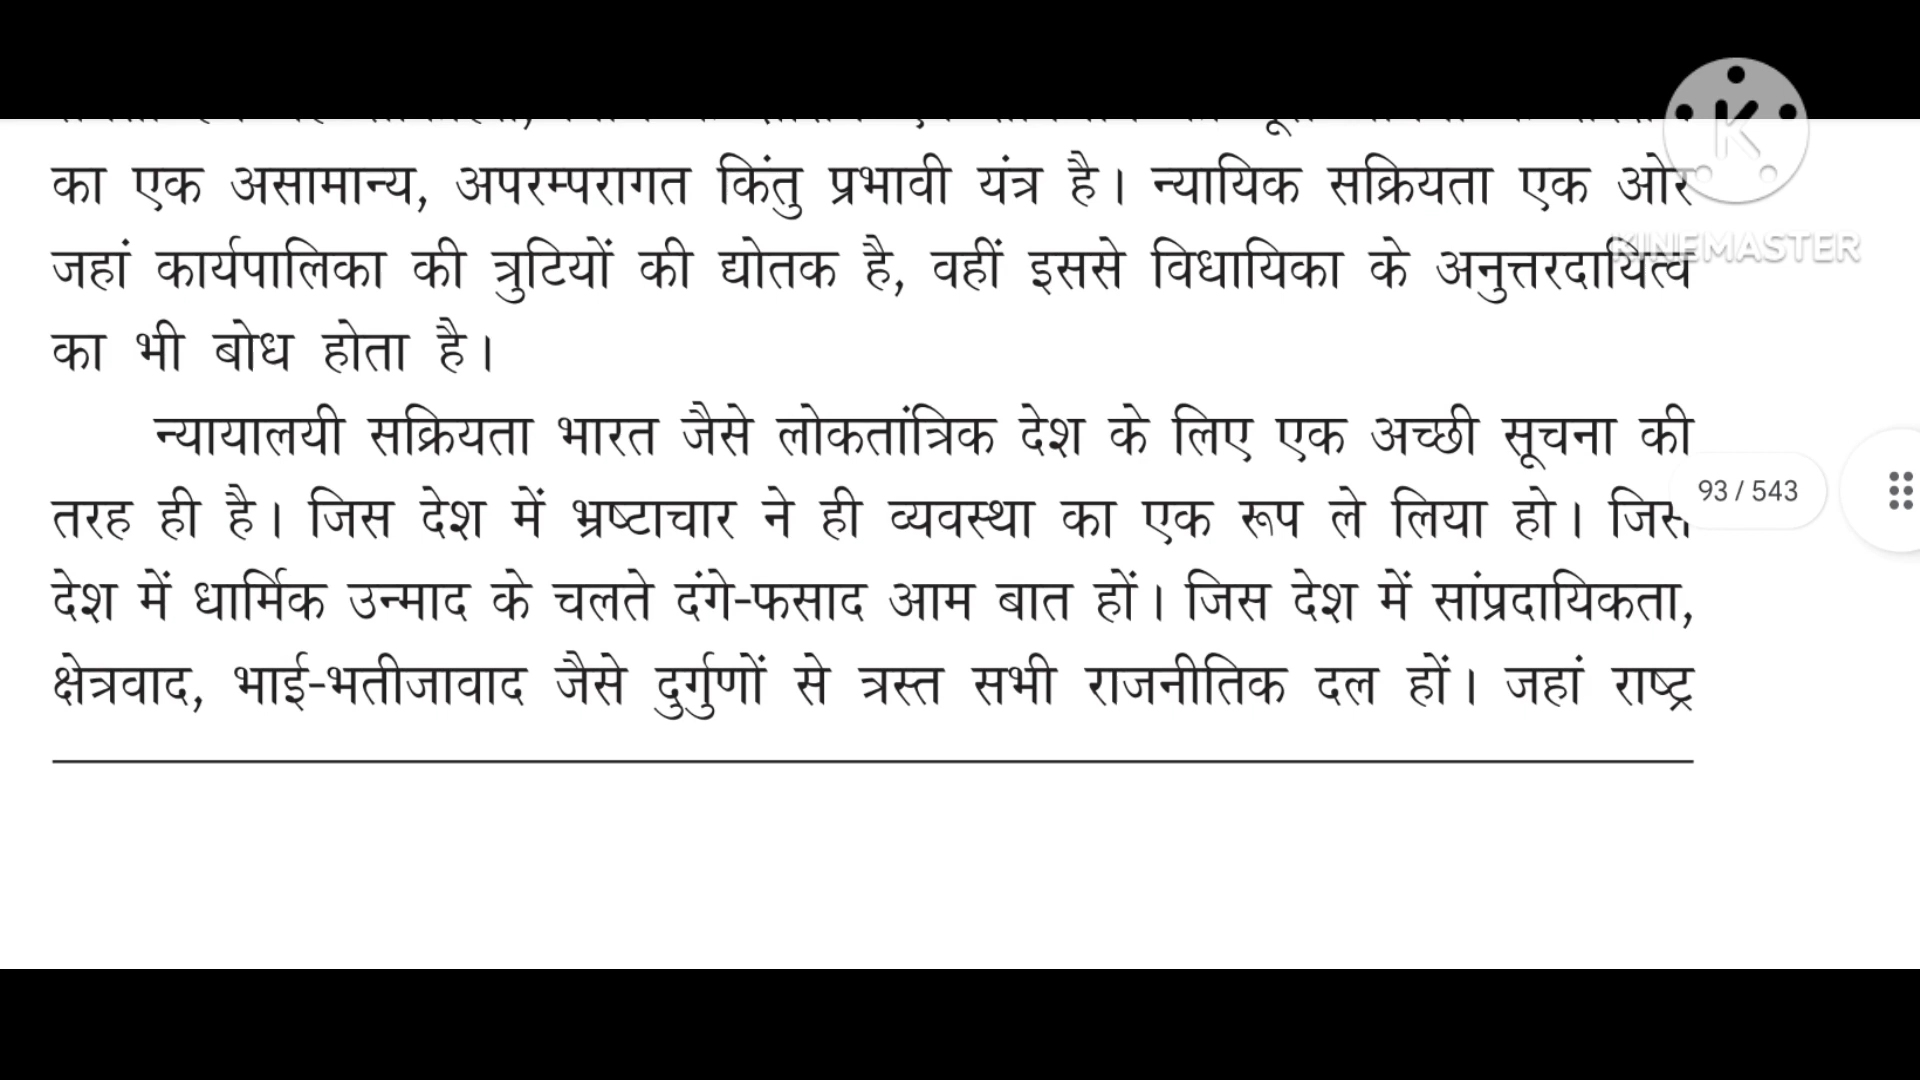 का एक असामान्य, अपरम्परागत किंतु प्रभावी यंत्र है। न्यायिक सक्रियता एक ओर
KINEMASTER
जहां कार्यपालिका की त्रुटियों की द्योतक है, वहीं इससे विधायिका के अनुत्तरदायित्व
का भी बोध होता है।
न्यायालयी सक्रियता भारत जैसे लोकतांत्रिक देश के लिए एक अच्छी सूचना की
93 / 543
तरह ही है। जिस देश में भ्रष्टाचार ने ही व्यवस्था का एक रूप ले लिया हो। जिस
देश में धार्मिक उन्माद के चलते दंगे-फसाद आम बात हों। जिस देश में सांप्रदायिकता,
क्षेत्रवाद, भाई-भतीजावाद जैसे दुर्गुणों से त्रस्त सभी राजनीतिक दल हों। जहां राष्ट्र